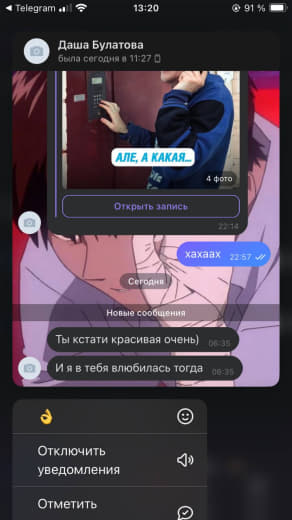 Telegram
13:20
91 %
Даша Булатова
была сегодня в 11:27
АЛЕ, А КАКАЯ...
4 фото
Открыть запись
22:14
хахаах 22:57
Сегодня
Новые сообщения
Ты кстати красивая очень) 06:35
И я в тебя влюбилась тогда 06:35
Отключить
уведомления
Отметить